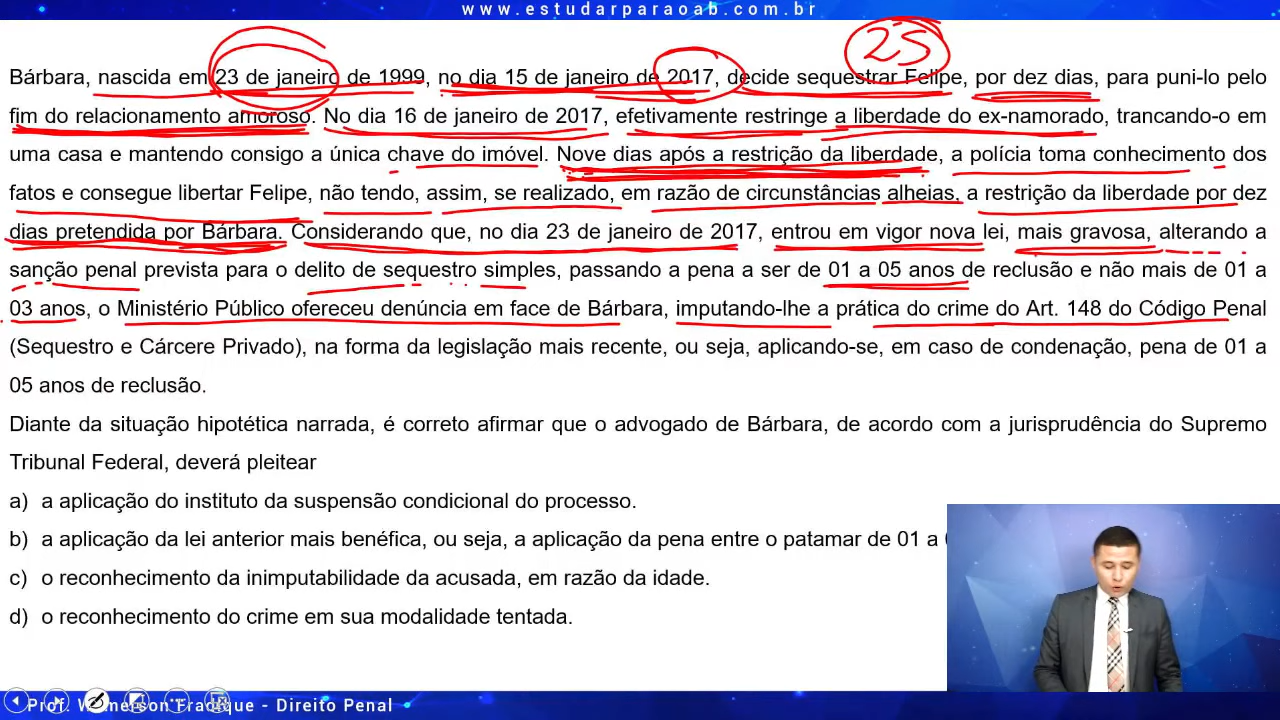 www.estudarparaoab.com.br
25
Bárbara, nascida em 23 de janeiro de 1999, no dia 15 de janeiro de 2017, decide sequestrar Felipe, por dez dias, para puni-lo pelo
fim do relacionamento amoroso. No dia 16 de janeiro de 2017, efetivamente restringe a liberdade do ex-namorado, trancando-o em
uma casa e mantendo consigo a única chave do imóvel. Nove dias após a restrição da liberdade, a polícia toma conhecimento dos
fatos e consegue libertar Felipe, não tendo, assim, se realizado, em razão de circunstâncias alheias, a restrição da liberdade por dez
dias pretendida por Bárbara. Considerando que, no dia 23 de janeiro de 2017, entrou em vigor nova lei, mais gravosa, alterando a
sanção penal prevista para o delito de sequestro simples, passando a pena a ser de 01 a 05 anos de reclusão e não mais de 01 a
03 anos, o Ministério Público ofereceu denúncia em face de Bárbara, imputando-lhe a prática do crime do Art. 148 do Código Penal
(Sequestro e Cárcere Privado), na forma da legislação mais recente, ou seja, aplicando-se, em caso de condenação, pena de 01 a
05 anos de reclusão.
Diante da situação hipotética narrada, é correto afirmar que o advogado de Bárbara, de acordo com a jurisprudência do Supremo
Tribunal Federal, deverá pleitear
a) a aplicação do instituto da suspensão condicional do processo.
b) a aplicação da lei anterior mais benéfica, ou seja, a aplicação da pena entre o patamar de 01 a
c) o reconhecimento da inimputabilidade da acusada, em razão da idade.
d) o reconhecimento do crime em sua modalidade tentada.
Prof. - Direito Penal